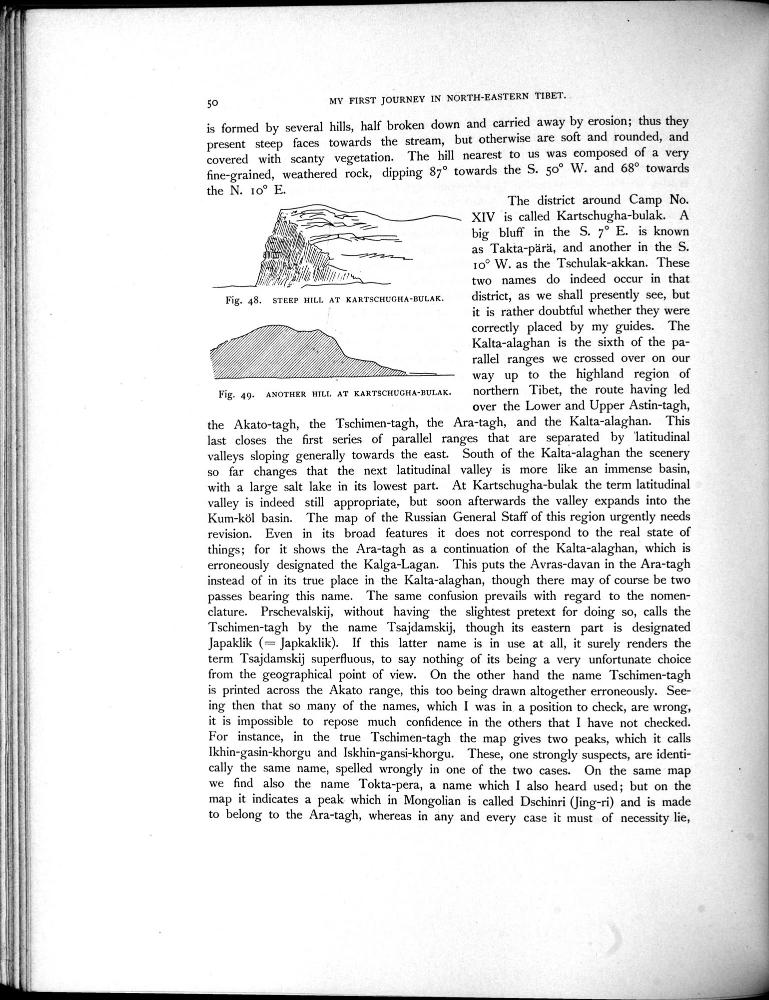 50
MY FIRST JOURNEY IN NORTH-EASTERN TIBET.
is formed by several hills, half broken down and carried away by erosion; thus they
present steep faces towards the stream, but otherwise are soft and rounded, and
covered with scanty vegetation. The hill nearest to us was eomposed of a very
fine-grained, weathered rock, dipping 87° towards the S. 50° W. and 68° towards
the N. 10° E.
Fig. 48. STEEP HILL AT KARTSCHUGHA-BULAK.
Fig. 49. ANOTHER HILL AT KARTSCHUGHA-BULAK.
The district around Camp No.
XIV is called Kartschugha-bulak. A
big bluff in the S. 7° E. is known
as Takta-pärä, and another in the S.
10° W. as the Tschulak-akkan. These
two names do indeed occur in that
district, as we shall presently see, but
it is rather doubtful whether they were
correctly placed by my guides. The
Kalta-alaghan is the sixth of the pa-
rallel ranges we crossed over on our
way up to the highland region of
northern Tibet, the route having led
over the Lower and Upper Astin-tagh,
the Akato-tagh, the Tschimen-tagh, the Ara-tagh, and the Kalta-alaghan. This
last closes the first series of parallel ranges that are separated by latitudinal
valleys sloping generally towards the east. South of the Kalta-alaghan the scenery
so far changes that the next latitudinal valley is more like an immense basin,
with a large salt lake in its lowest part. At Kartschugha-bulak the term latitudinal
valley is indeed still appropriate, but soon afterwards the valley expands into the
Kum-köl basin. The map of the Russian General Staff of this region urgently needs
revision. Even in its broad features it does not correspond to the real state of
things; for it shows the Ara-tagh as a continuation of the Kalta-alaghan, which is
erroneously designated the Kalga-Lagan. This puts the Avras-davan in the Ara-tagh
instead of in its true place in the Kalta-alaghan, though there may of course be two
passes bearing this name. The same confusion prevails with regard to the nomen-
clature. Prschevalskij, without having the slightest pretext for doing so, calls the
Tschimen-tagh by the name Tsajdamskij, though its eastern part is designated
Japaklik (= Japkaklik). If this latter name is in use at all, it surely renders the
term Tsajdamskij superfluous, to say nothing of its being a very unfortunate choice
from the geographical point of view. On the other hand the name Tschimen-tagh
is printed across the Akato range, this too being drawn altogether erroneously. See-
ing then that so many of the names, which I was in a position to check, are wrong,
it is impossible to repose much confidence in the others that I have not checked.
For instance, in the true Tschimen-tagh the map gives two peaks, which it calls
Ikhin-gasin-khorgu and Iskhin-gansi-khorgu. These, one strongly suspects, are identi-
cally the same name, spelled wrongly in one of the two cases. On the same map
we find also the name Tokta-pera, a name which I also heard used; but on the
map it indicates a peak which in Mongolian is called Dschinri (Jing-ri) and is made
to belong to the Ara-tagh, whereas in any and every case it must of necessity lie,